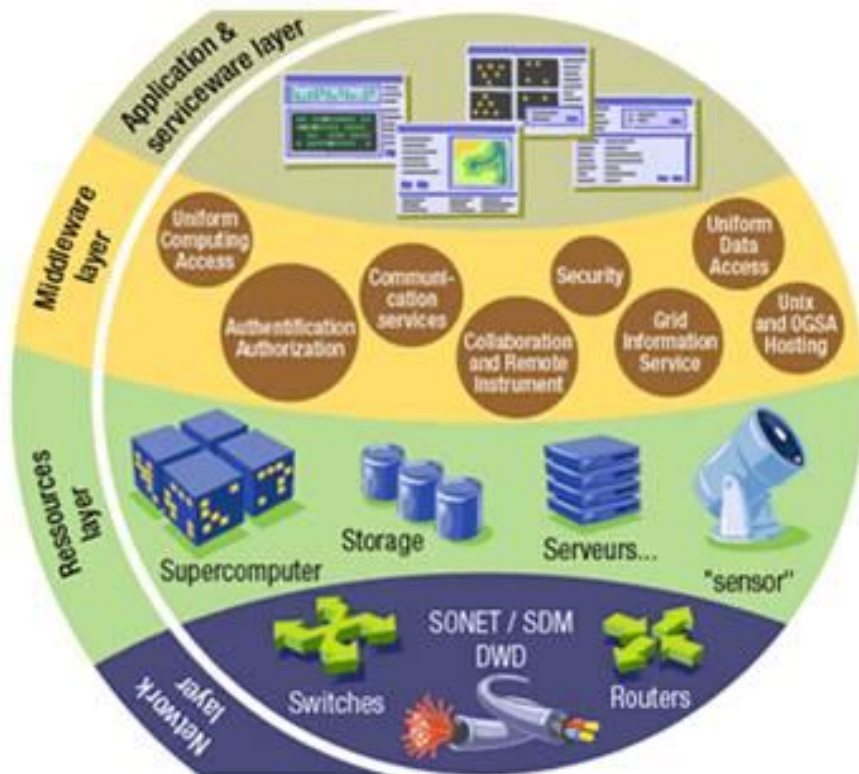 Application &
serviceware layer
Middleware
layer
Uniform
Computing
Access
Authentification
Authorization
Communi-
cation
services
Collaboration
and Remote
Instrument
Security
Grid
Information
Service
Uniform
Data
Access
Unix
and OGSA
Hosting
Ressources
layer
Supercomputer
Storage
Serveurs...
"sensor"
Network
layer
Switches
SONET / SDM
DWD
Routers